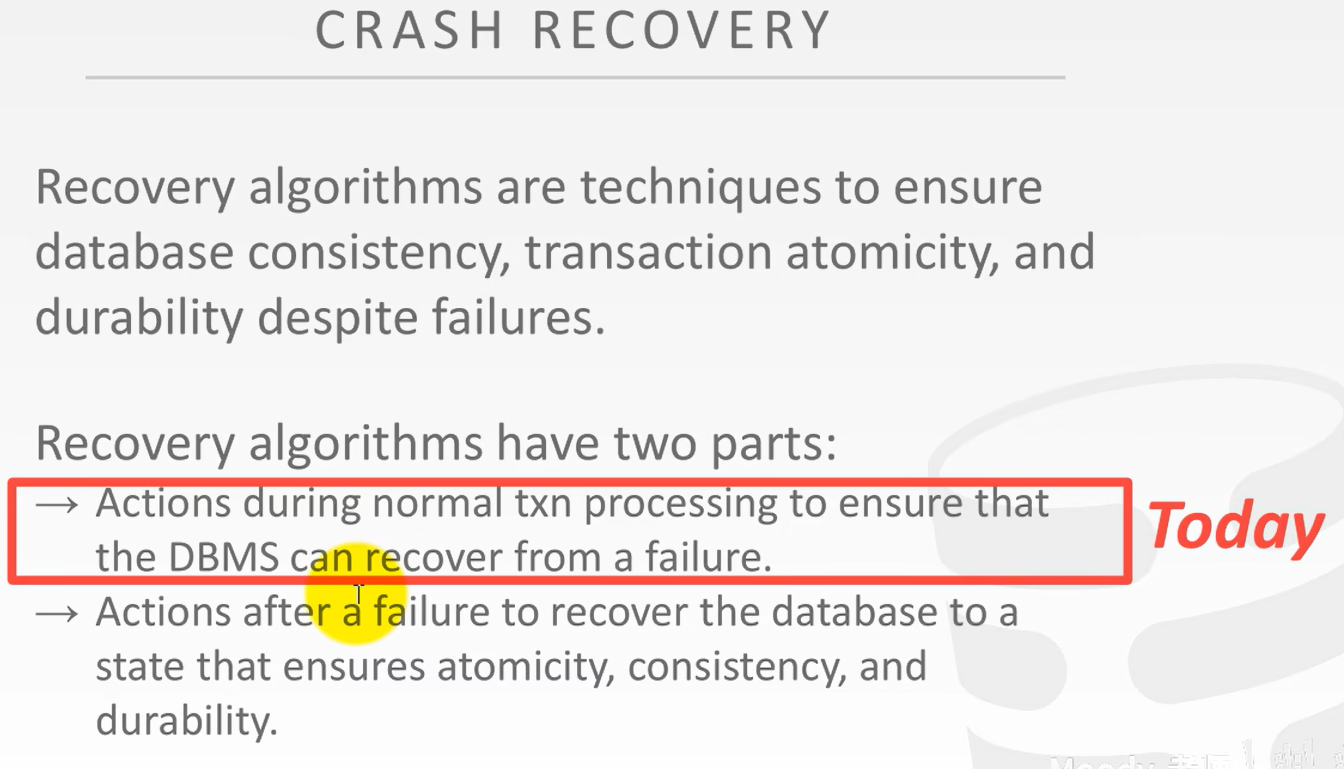 CRASH RECOVERY
Recovery algorithms are techniques to ensure
database consistency, transaction atomicity, and
durability despite failures.
Recovery algorithms have two parts:
→ Actions during normal txn processing to ensure that
the DBMS can recover from a failure.
Today
→ Actions after a failure to recover the database to a
state that ensures atomicity, consistency, and
durability.